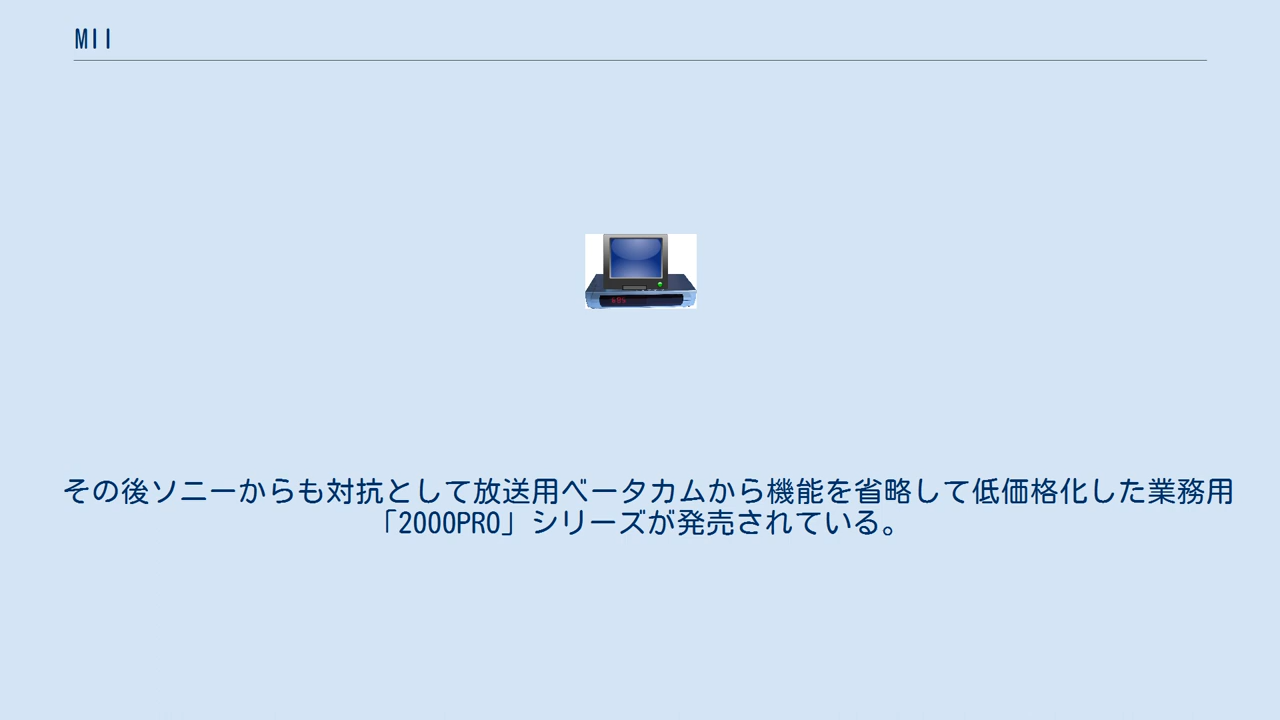 MII
その後ソニーからも対抗として放送用ベータカムから機能を省略して低価格化した業務用
「2000PRO」シリーズが発売されている。